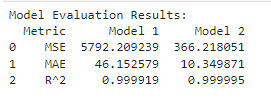 Model Evaluation Results:
  Metric      Model 1     Model 2
0    MSE  5792.209239  366.218051
1    MAE    46.152579   10.349871
2    R^2     0.999919    0.999995